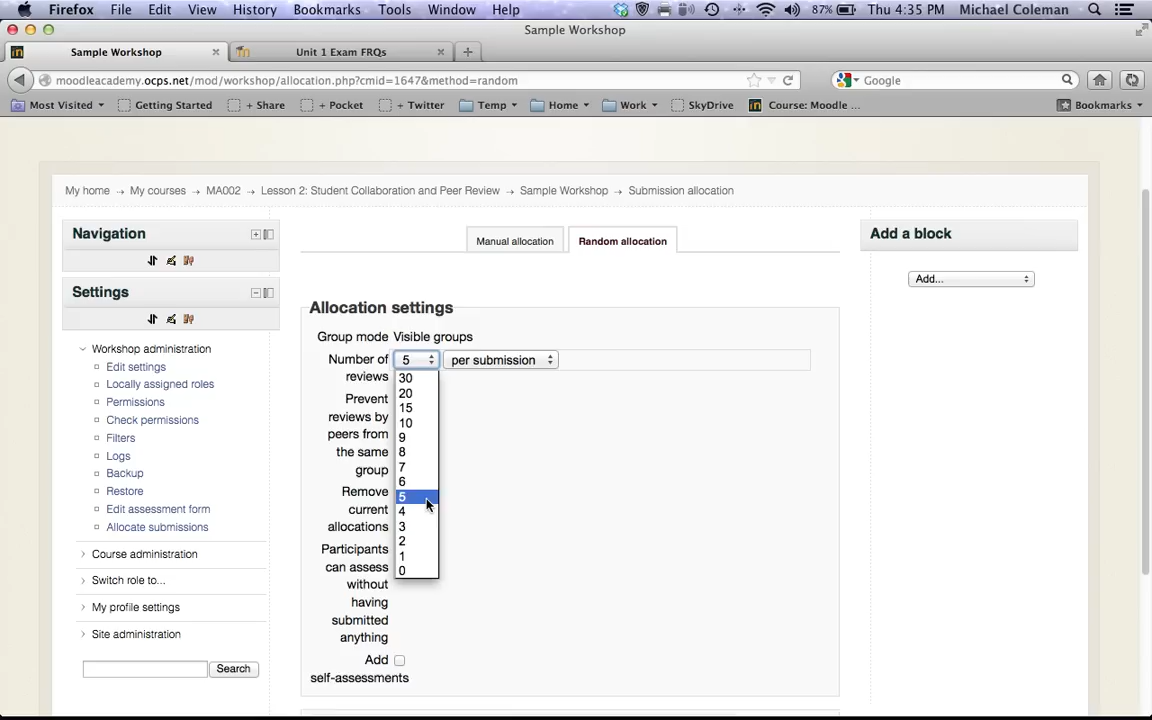 Firefox File Edit View History Bookmarks Tools Window Help 87% Thu 4:35 PM Michael Coleman
Sample Workshop
Sample Workshop Unit 1 Exam FRQs
moodleacademy.ocps.net/mod/workshop/allocation.php?cmid=1647&method=random Google
Most Visited Getting Started + Share + Pocket + Twitter Temp Home Work SkyDrive Course: Moodle ... Bookmarks
My home → My courses → MA002 → Lesson 2: Student Collaboration and Peer Review → Sample Workshop → Submission allocation
Navigation
Settings
Workshop administration
Edit settings
Locally assigned roles
Permissions
Check permissions
Filters
Logs
Backup
Restore
Edit assessment form
Allocate submissions
Course administration
Switch role to...
My profile settings
Site administration
Search
Manual allocation Random allocation
Allocation settings
Group mode Visible groups
Number of 5 per submission
reviews
Prevent
reviews by
peers from
the same
group
Remove
current
allocations
Participants
can assess
without
having
submitted
anything
Add
self-assessments
30
20
15
10
9
8
7
6
5
4
3
2
1
0
Add a block
Add...